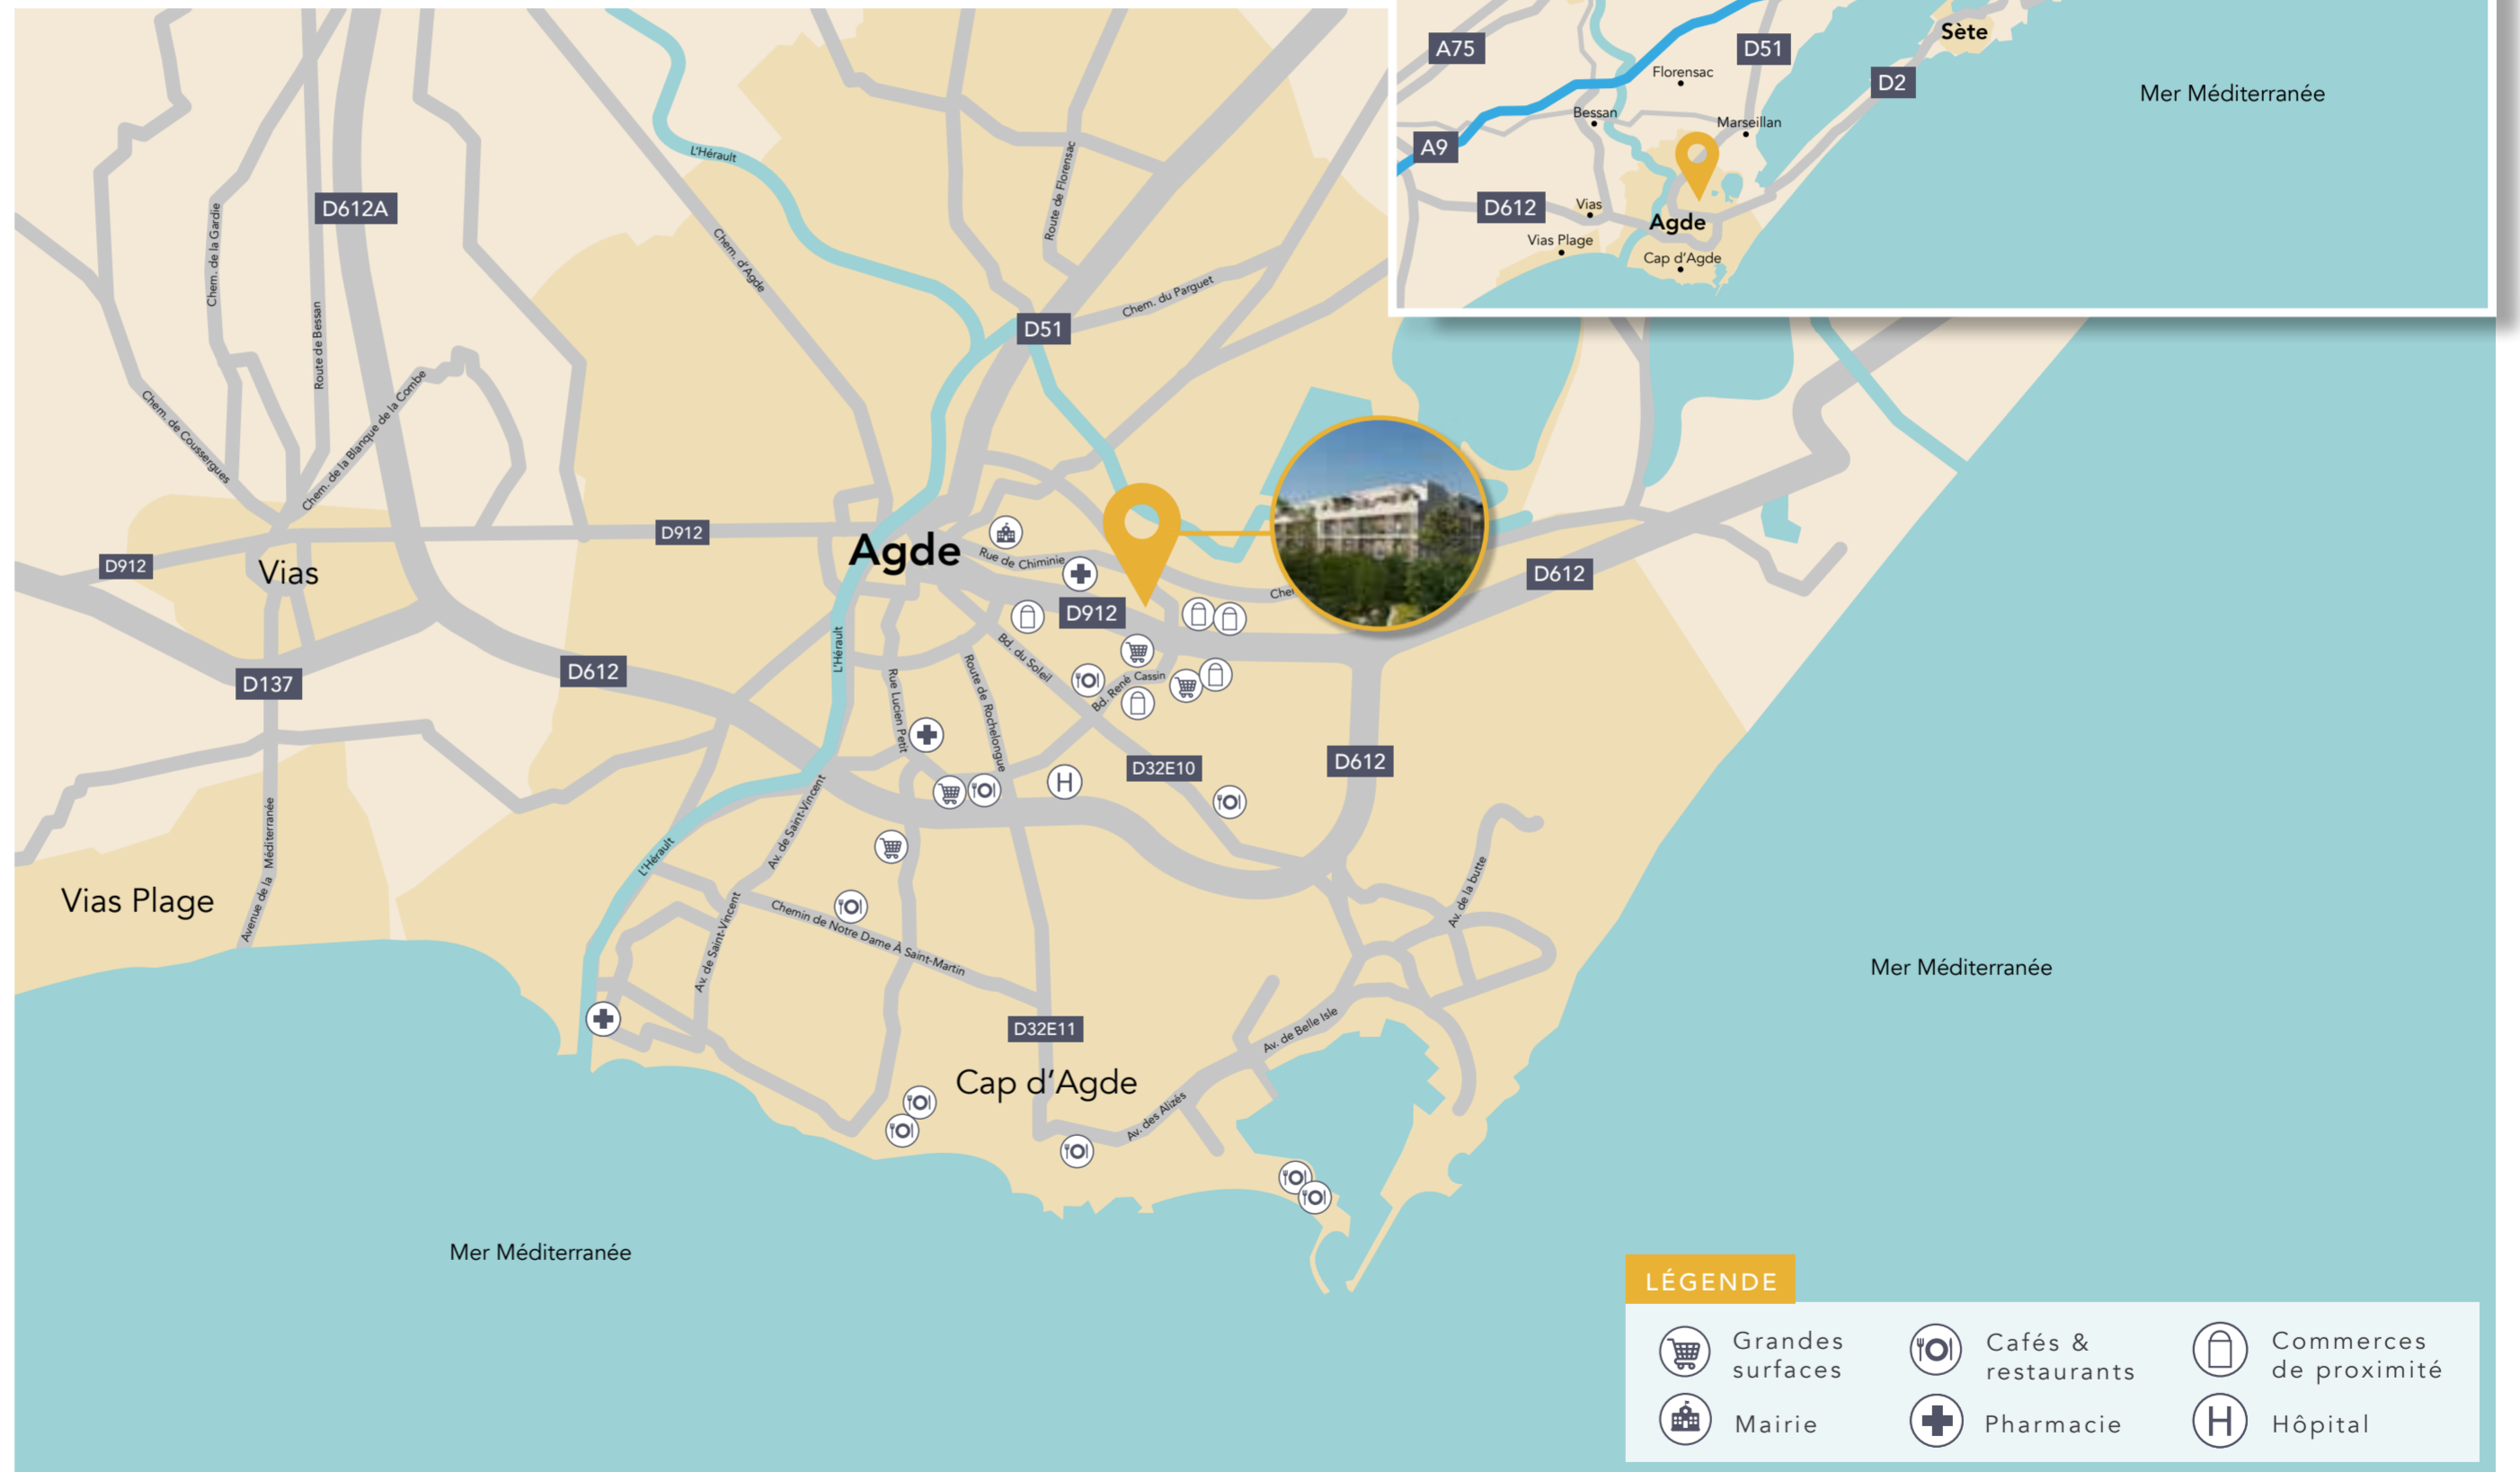 A75
D51
Sète
Florensac
D2
Mer Méditerranée
Bessan
Marseillan
A9
D612
Vias
Agde
Vias Plage
Cap d'Agde
L'Hérault
Route de Florensac
D612A
Chem. de la Gardie
Chem. d'Agde
Chem. du Parguet
Route de Bessan
D51
Chem. de Coussergues
Chem. de la Blanque de la Combe
D912
Agde
Rue de Chiminie
D912
Vias
D612
Che
D912
L'Hérault
Bd. du Soleil
D612
D137
Rue Lucien Petit
Route de Rochelongue
Bd. René Cassin
D32E10
D612
H
Avenue de la Méditerranée
Av. de Saint-Vincent
L'Hérault
Av. de la butte
Vias Plage
Av. de Saint-Vincent
Chemin de Notre Dame À Saint-Martin
Mer Méditerranée
D32E11
Av. de Belle Isle
Cap d'Agde
Av. des Alizés
Mer Méditerranée
LÉGENDE
Grandes
surfaces
Cafés &
restaurants
Commerces
de proximité
Mairie
Pharmacie
H
Hôpital